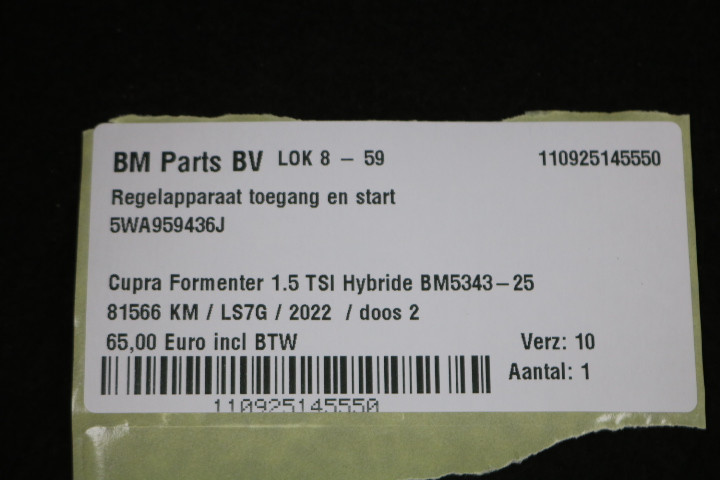 BM Parts BV LOK 8 – 59 110925145550
Regelapparaat toegang en start
5WA959436J
Cupra Formenter 1.5 TSI Hybride BM5343–25
81566 KM / LS7G / 2022 / doos 2
65,00 Euro incl BTW Verz: 10
Aantal: 1
110925145550